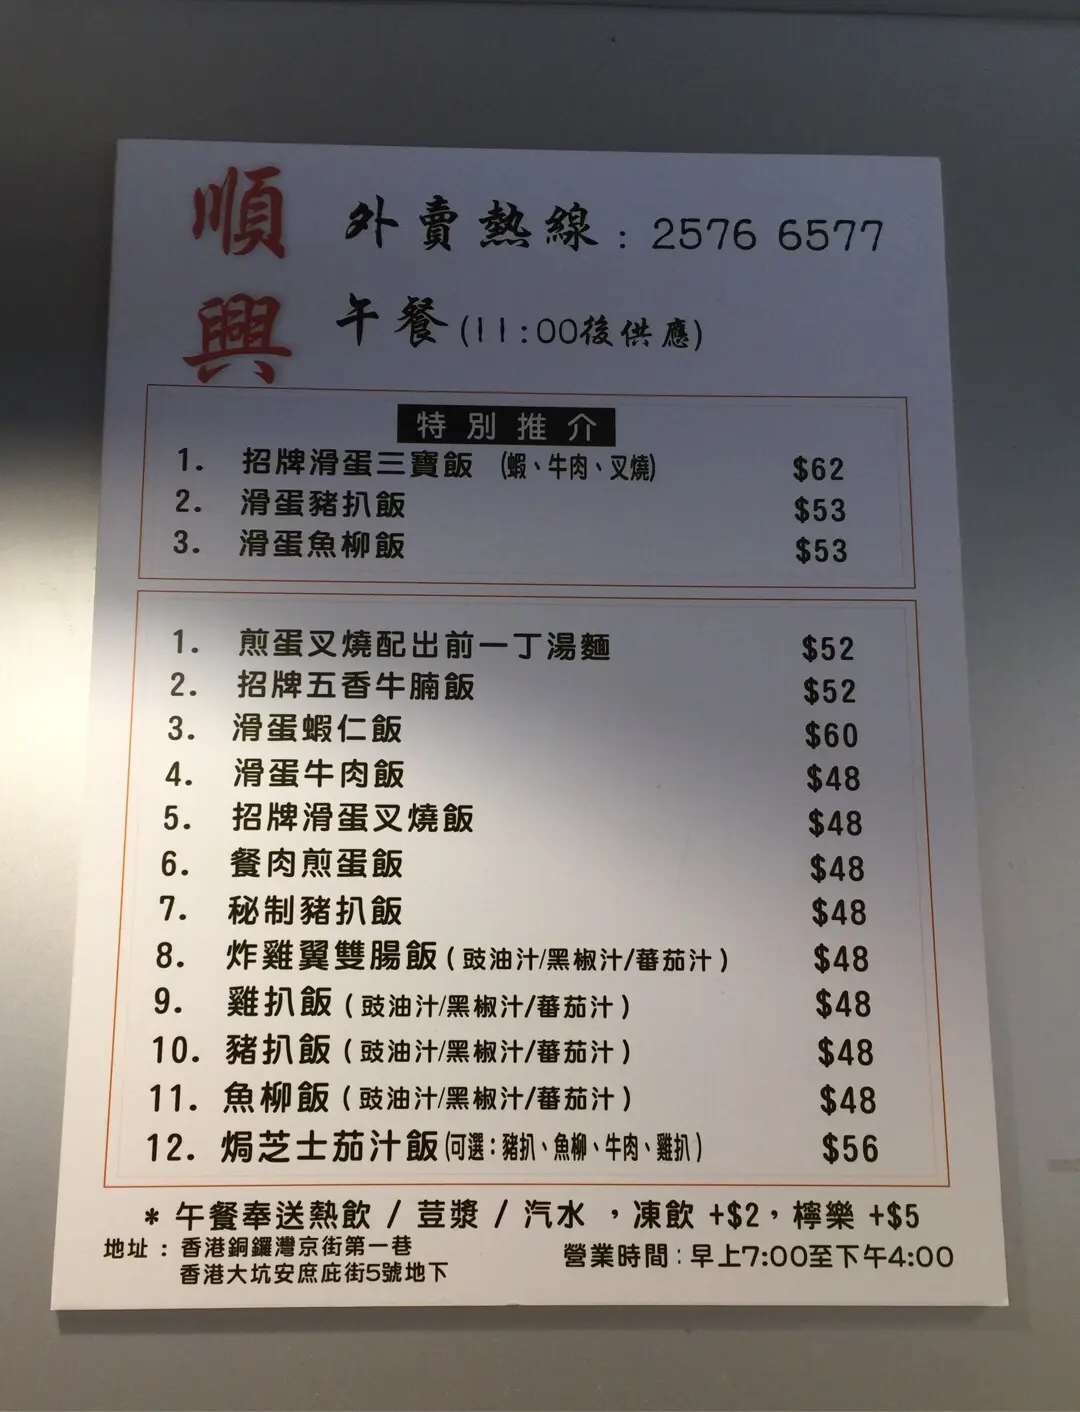 順興
外賣熱線：2576 6577
午餐(11:00後供應)
特別推介
1. 招牌滑蛋三寶飯 (蝦、牛肉、叉燒) $62
2. 滑蛋豬扒飯 $53
3. 滑蛋魚柳飯 $53
1. 煎蛋叉燒配出前一丁湯麵 $52
2. 招牌五香牛腩飯 $52
3. 滑蛋蝦仁飯 $60
4. 滑蛋牛肉飯 $48
5. 招牌滑蛋叉燒飯 $48
6. 餐肉煎蛋飯 $48
7. 秘制豬扒飯 $48
8. 炸雞翼雙腸飯 (豉油汁/黑椒汁/蕃茄汁) $48
9. 雞扒飯 (豉油汁/黑椒汁/蕃茄汁) $48
10. 豬扒飯 (豉油汁/黑椒汁/蕃茄汁) $48
11. 魚柳飯 (豉油汁/黑椒汁/蕃茄汁) $48
12. 焗芝士茄汁飯(可選：豬扒、魚柳、牛肉、雞扒) $56
* 午餐奉送熱飲 / 荳漿 / 汽水 ，凍飲 +$2，檸樂 +$5
地址：香港銅鑼灣京街第一巷
香港大坑安庶庇街5號地下
營業時間：早上7:00至下午4:00